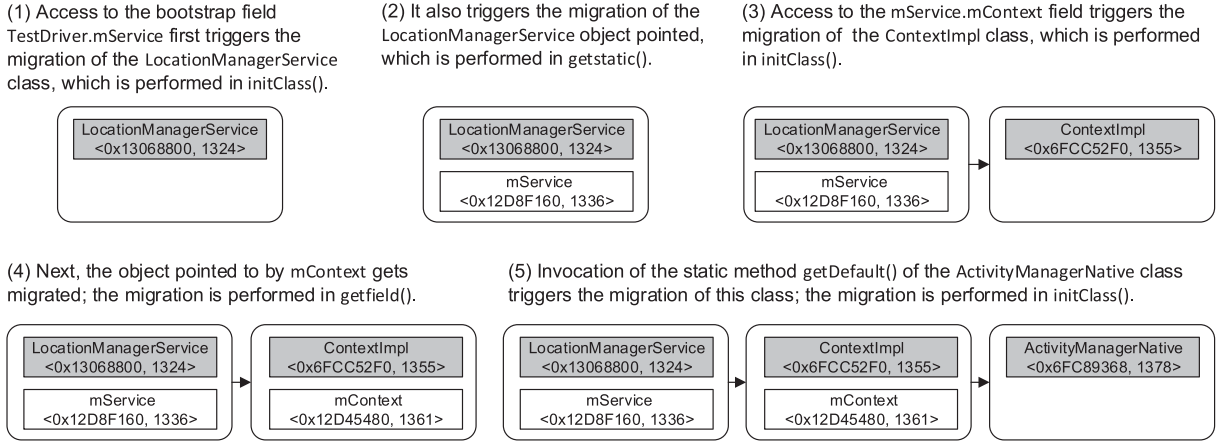 (1) Access to the bootstrap field
TestDriver.mService first triggers the
migration of the LocationManagerService
class, which is performed in initClass().
LocationManagerService
<0x13068800, 1324>
(2) It also triggers the migration of the
LocationManagerService object pointed,
which is performed in getstatic().
LocationManagerService
<0x13068800, 1324>
mService
<0x12D8F160, 1336>
(3) Access to the mService.mContext field triggers the
migration of the ContextImpl class, which is performed
in initClass().
LocationManagerService
<0x13068800, 1324>
mService
<0x12D8F160, 1336>
ContextImpl
<0x6FCC52F0, 1355>
(4) Next, the object pointed to by mContext gets
migrated; the migration is performed in getfield().
LocationManagerService
<0x13068800, 1324>
mService
<0x12D8F160, 1336>
ContextImpl
<0x6FCC52F0, 1355>
mContext
<0x12D45480, 1361>
(5) Invocation of the static method getDefault() of the ActivityManagerNative class
triggers the migration of this class; the migration is performed in initClass().
LocationManagerService
<0x13068800, 1324>
mService
<0x12D8F160, 1336>
ContextImpl
<0x6FCC52F0, 1355>
mContext
<0x12D45480, 1361>
ActivityManagerNative
<0x6FC89368, 1378>